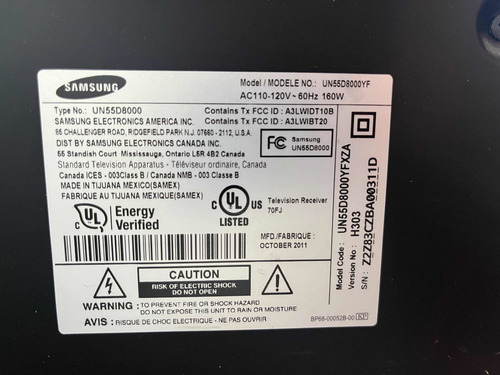 SAMSUNG
Model / MODELE NO. : UN55D8000YF
AC110-120V~60Hz 160W
Type No.: UN55D8000
Contains Tx FCC ID : A3LWIDT10B
SAMSUNG ELECTRONICS AMERICA INC.
Contains Tx FCC ID : A3LWIBT20
85 CHALLENGER ROAD, RIDGEFIELD PARK N.J. 07660 - 2112, U.S.A.
DIST BY SAMSUNG ELECTRONICS CANADA INC.
55 Standish Court Mississauga, Ontario L5R 4B2 Canada
FC Samsung
UN55D8000
Standard Television Apparatus - Téléviseur ordinaire, Canada
Canada ICES - 003Class B / Canada NMB - 003 Classe B
MADE IN TIJUANA MEXICO(SAMEX)
FABRIQUE AU TIJUANA MEXIQUE(SAMEX)
UL Energy
Verified
c UL US
LISTED
Television Receiver
70FJ
MFD./FABRIQUE :
OCTOBER 2011
CAUTION
RISK OF ELECTRIC SHOCK
DO NOT OPEN
WARNING : TO PREVENT FIRE OR SHOCK HAZARD
DO NOT EXPOSE THIS UNIT TO RAIN OR MOISTURE
AVIS : RISQUE DE CHOC ELECTRIQUE - NE PAS OUVRIR.
BP68-00052B-00 KP
Model Code : UN55D8000YFXZA
Version No : H303
S/N : Z2Z83CZBA00311D